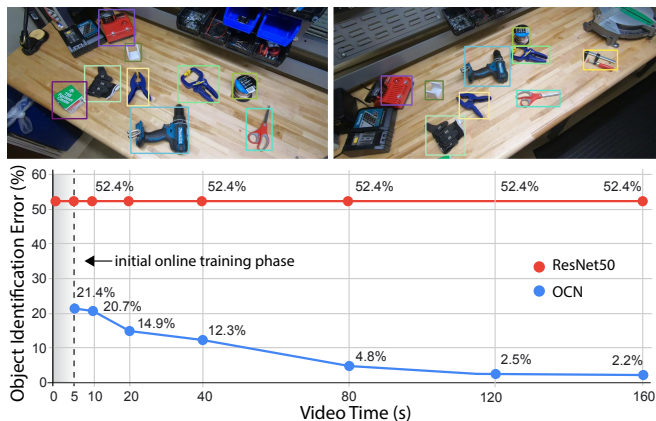 60
50
40
30
20
10
0
Object Identification Error (%)
52.4% 52.4% 52.4% 52.4% 52.4% 52.4%
initial online training phase
ResNet50
OCN
21.4%
20.7%
14.9%
12.3%
4.8%
2.5%
2.2%
0 5 10 20 40 80 120 160
Video Time (s)